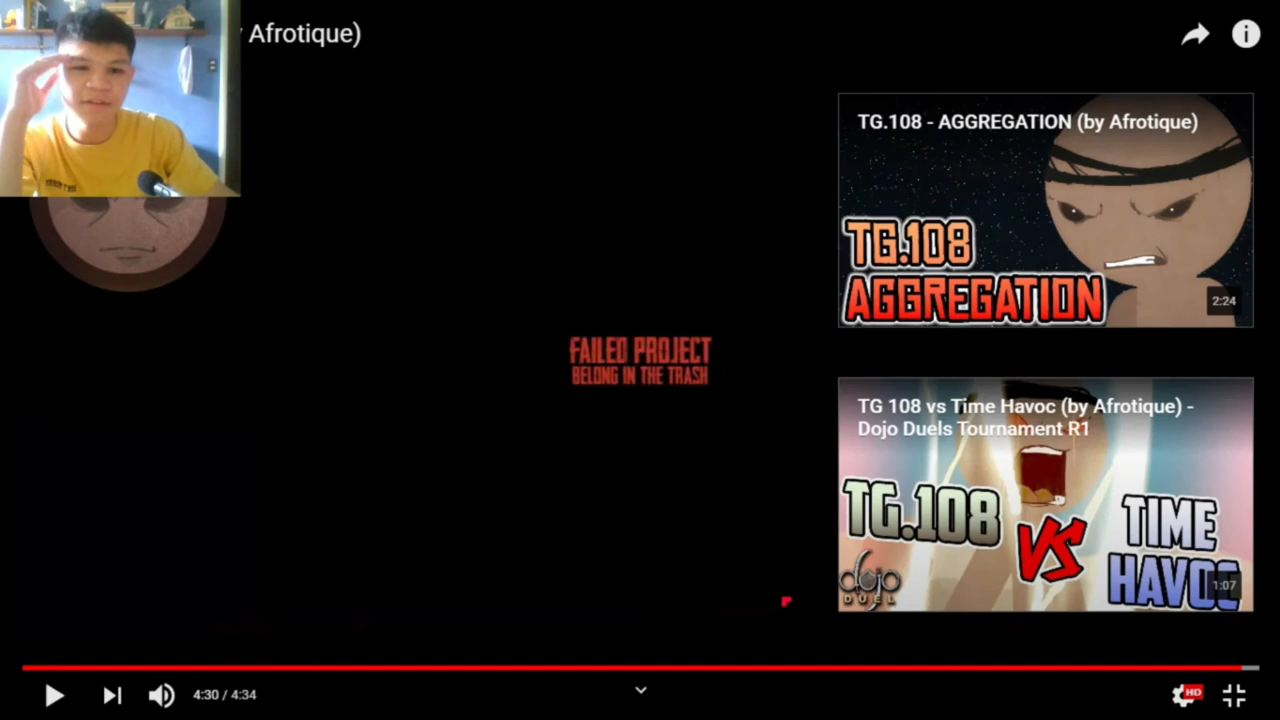 Afrotique)
TG.108 - AGGREGATION (by Afrotique)
TG.108
AGGREGATION
2:24
FAILED PROJECT
BELONG IN THE TRASH
TG 108 vs Time Havoc (by Afrotique) -
Dojo Duels Tournament R1
TG.108
VS
TIME
HAVOC
dojo
DUEL
1:07
4:30 / 4:34
HD